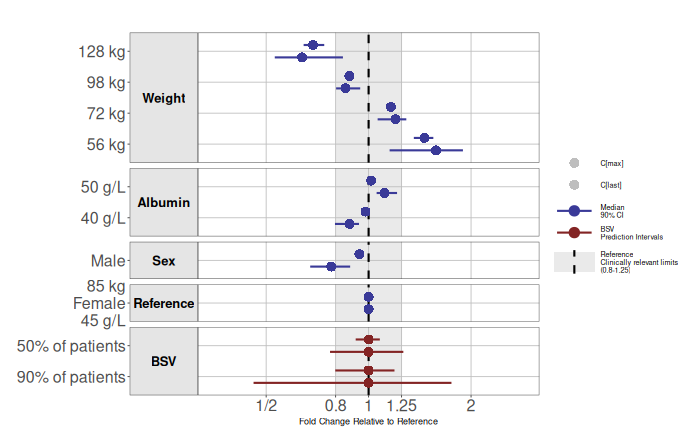 128 kg
98 kg
Weight
72 kg
56 kg
50 g/L
Albumin
40 g/L
Male
Sex
85 kg
Female
Reference
45 g/L
50% of patients
BSV
90% of patients
1/2
0.8
1
1.25
2
Fold Change Relative to Reference
C[max]
C[last]
Median
90% CI
BSV
Prediction Intervals
Reference
Clinically relevant limits
(0.8-1.25)